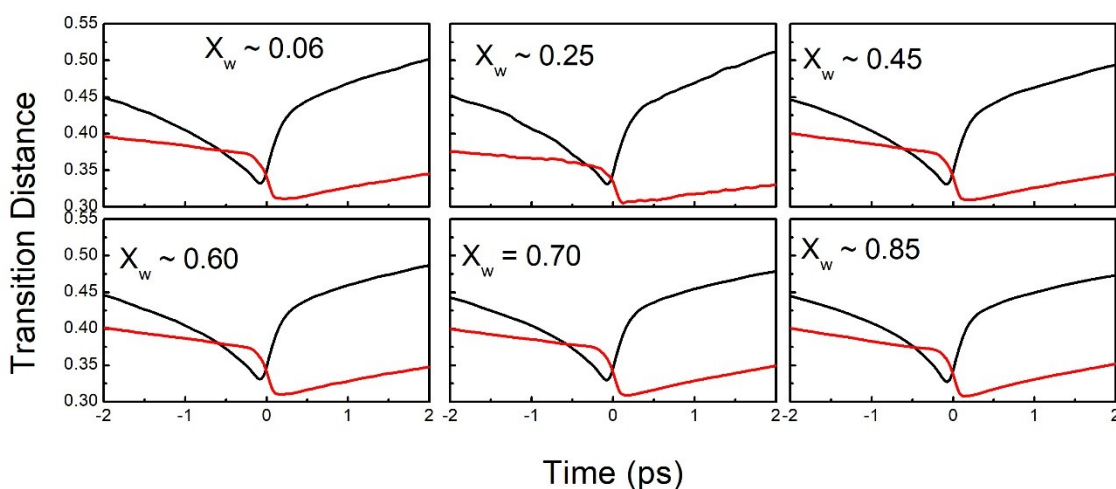 0.55
0.50
0.45
0.40
0.35
0.30
X_w ~ 0.06
X_w ~ 0.25
X_w ~ 0.45
0.55
0.50
0.45
0.40
0.35
0.30
X_w ~ 0.60
X_w = 0.70
X_w ~ 0.85
Transition Distance
-2 -1 0 1 2 -2 -1 0 1 2 -2 -1 0 1 2
Time (ps)